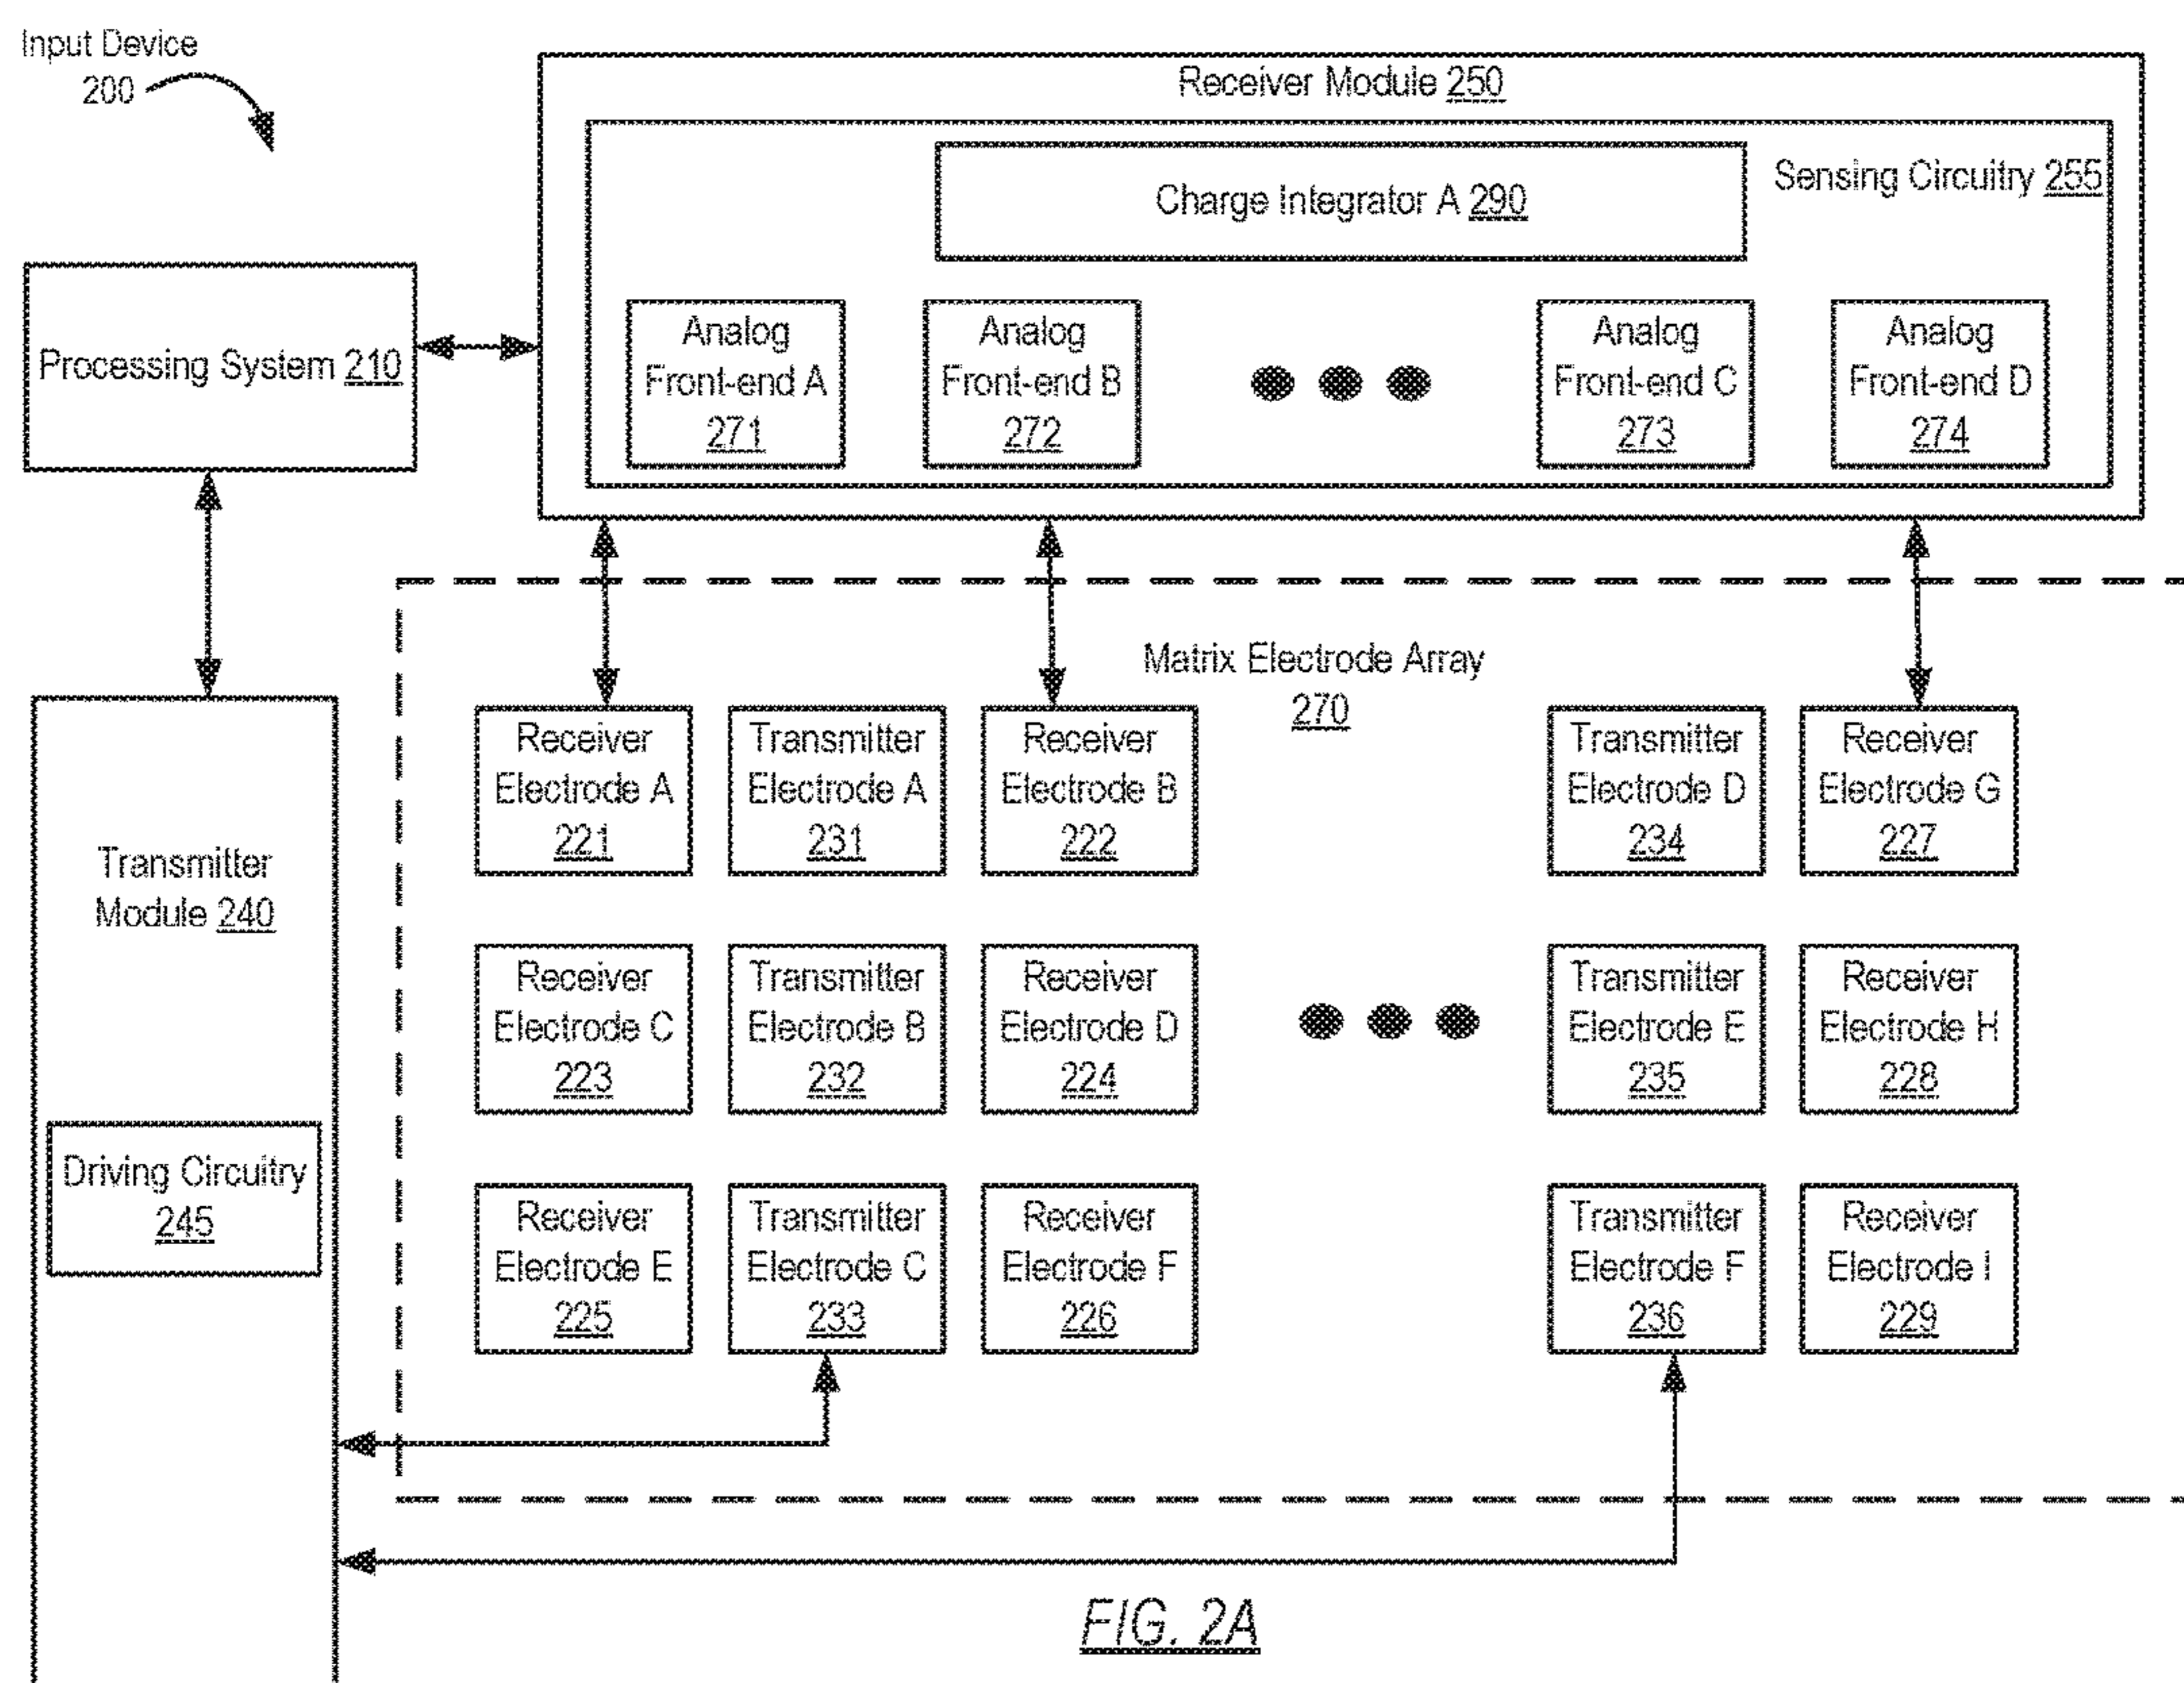 Input Device
200
Receiver Module 250
Charge Integrator A 290
Sensing Circuitry 255
Processing System 210
Analog
Front-end A
271
Analog
Front-end B
272
Analog
Front-end C
273
Analog
Front-end D
274
Matrix Electrode Array
270
Transmitter
Module 240
Driving Circuitry
245
Receiver
Electrode A
221
Transmitter
Electrode A
231
Receiver
Electrode B
222
Transmitter
Electrode D
234
Receiver
Electrode G
227
Receiver
Electrode C
223
Transmitter
Electrode B
232
Receiver
Electrode D
224
Transmitter
Electrode E
235
Receiver
Electrode H
228
Receiver
Electrode E
225
Transmitter
Electrode C
233
Receiver
Electrode F
226
Transmitter
Electrode F
236
Receiver
Electrode I
229
FIG. 2A